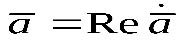 a̅ = Re ȧ̅